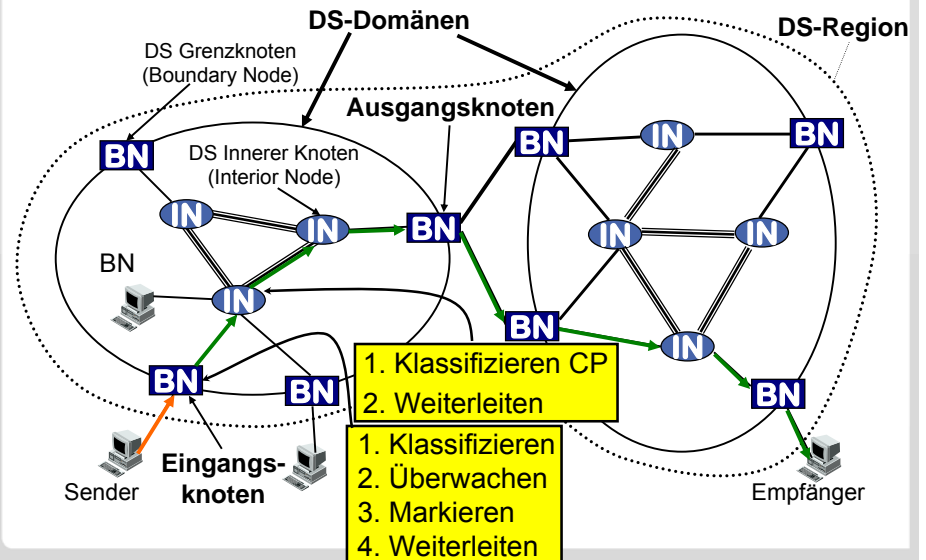 DS-Domänen
DS-Region
DS Grenzknoten
(Boundary Node)
Ausgangsknoten
BN
IN
BN
BN
DS Innerer Knoten
(Interior Node)
IN
IN
BN
IN
IN
BN
IN
BN
IN
BN
BN
BN
1. Klassifizieren CP
2. Weiterleiten
1. Klassifizieren
2. Überwachen
3. Markieren
4. Weiterleiten
Sender
Eingangs-
knoten
Empfänger